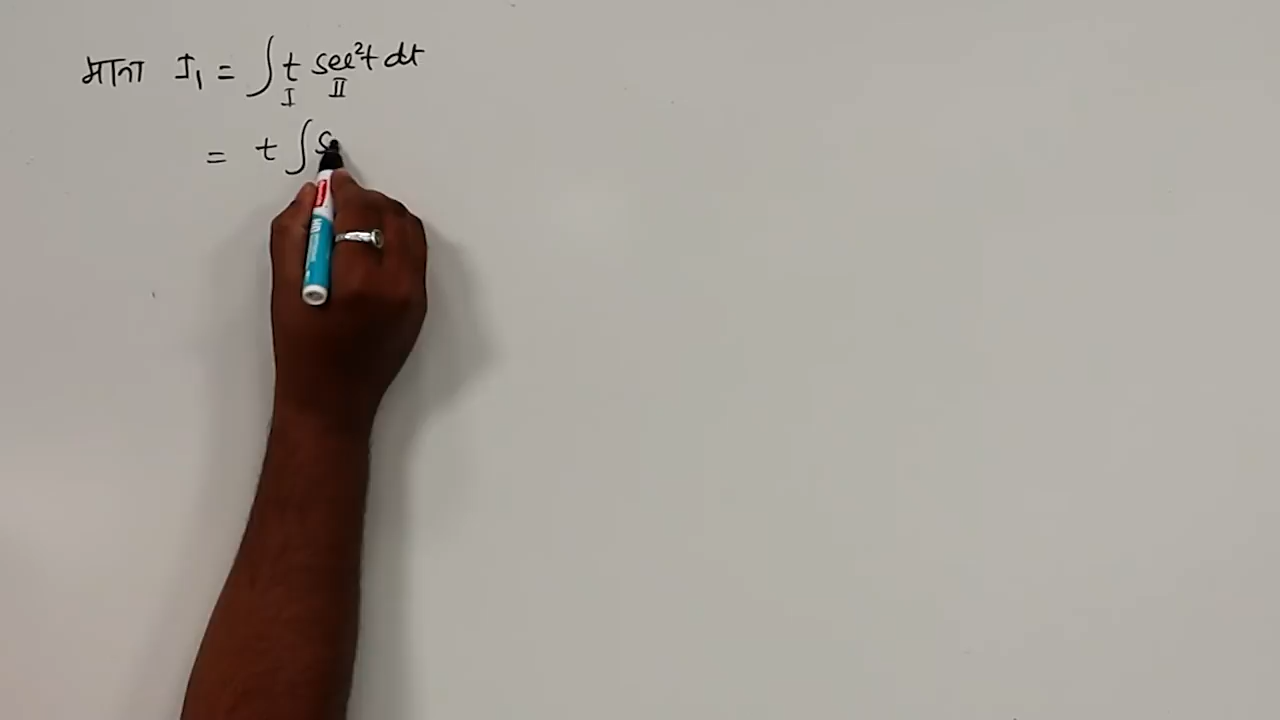 माना I₁ = ∫ t sec²t dt
I II
= t ∫ s